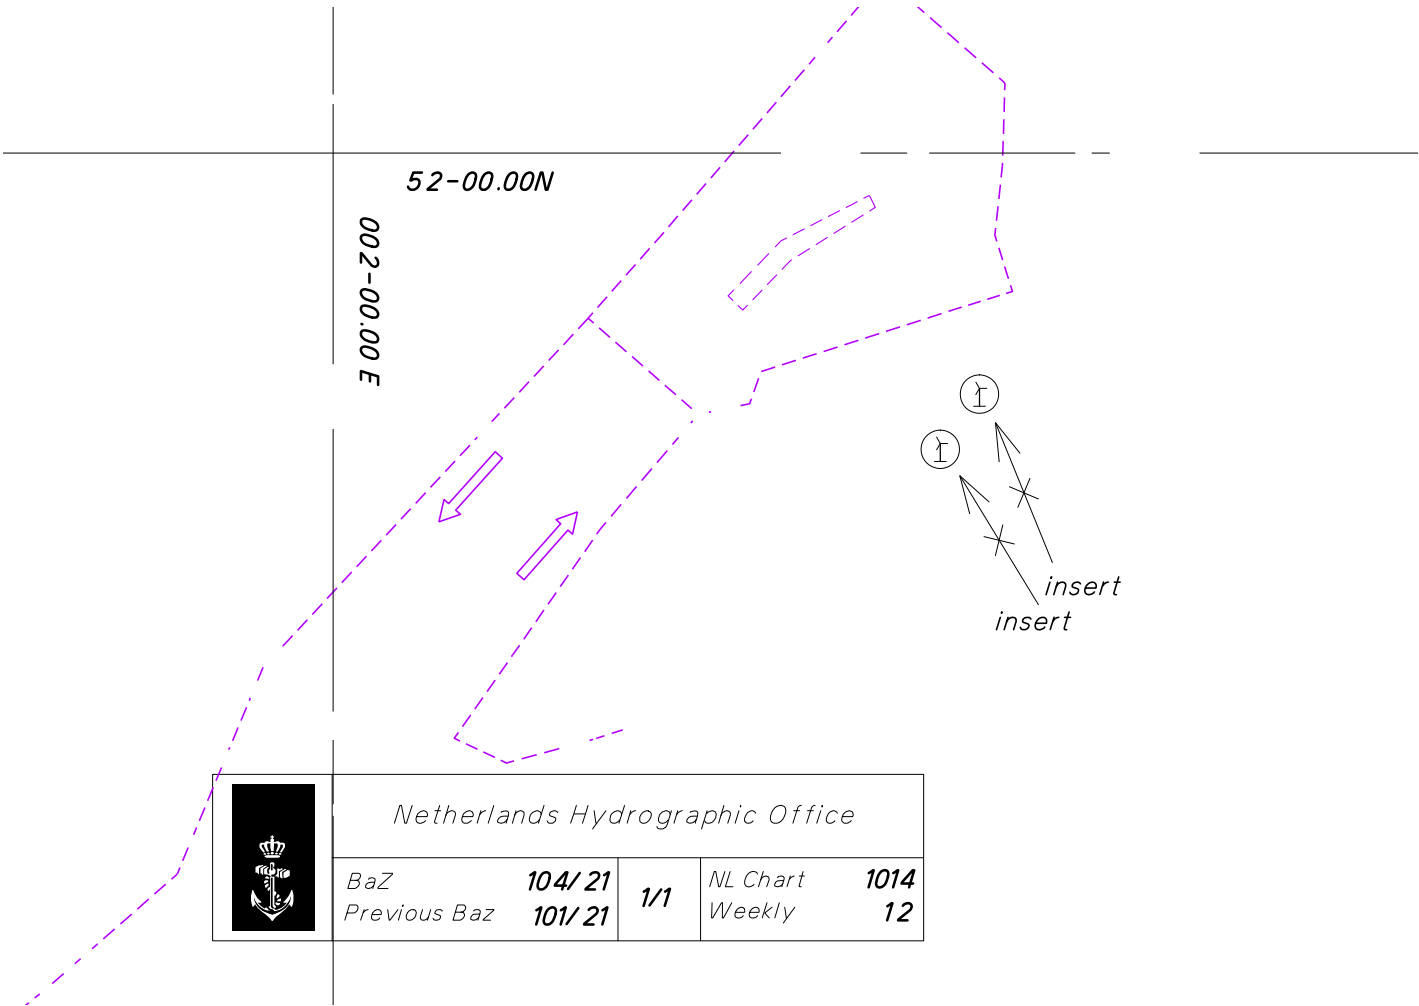 52-00.00N
002-00.00 E
insert
insert
Netherlands Hydrographic Office
BaZ 104/21
Previous Baz 101/21
1/1
NL Chart 1014
Weekly 12